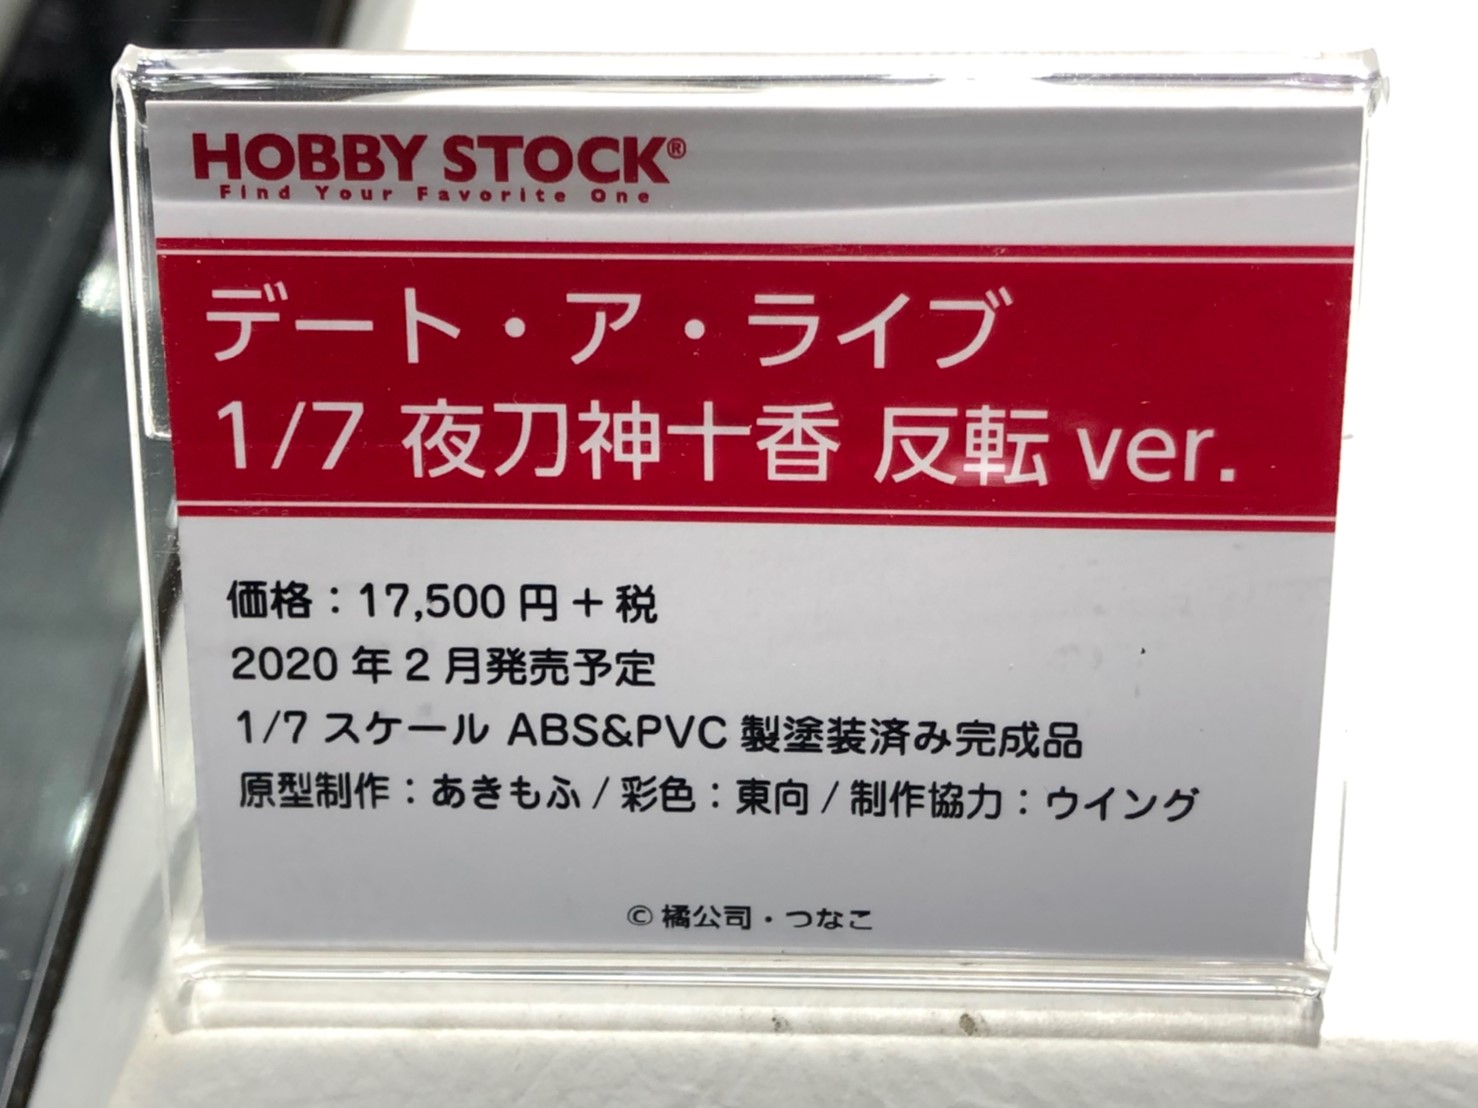 HOBBY STOCK®
Find Your Favorite One
デート・ア・ライブ
1/7 夜刀神十香 反転 ver.
価格：17,500 円 + 税
2020 年 2 月発売予定
1/7 スケール ABS&PVC 製塗装済み完成品
原型制作：あきもふ / 彩色：東向 / 制作協力：ウイング
© 橘公司・つなこ